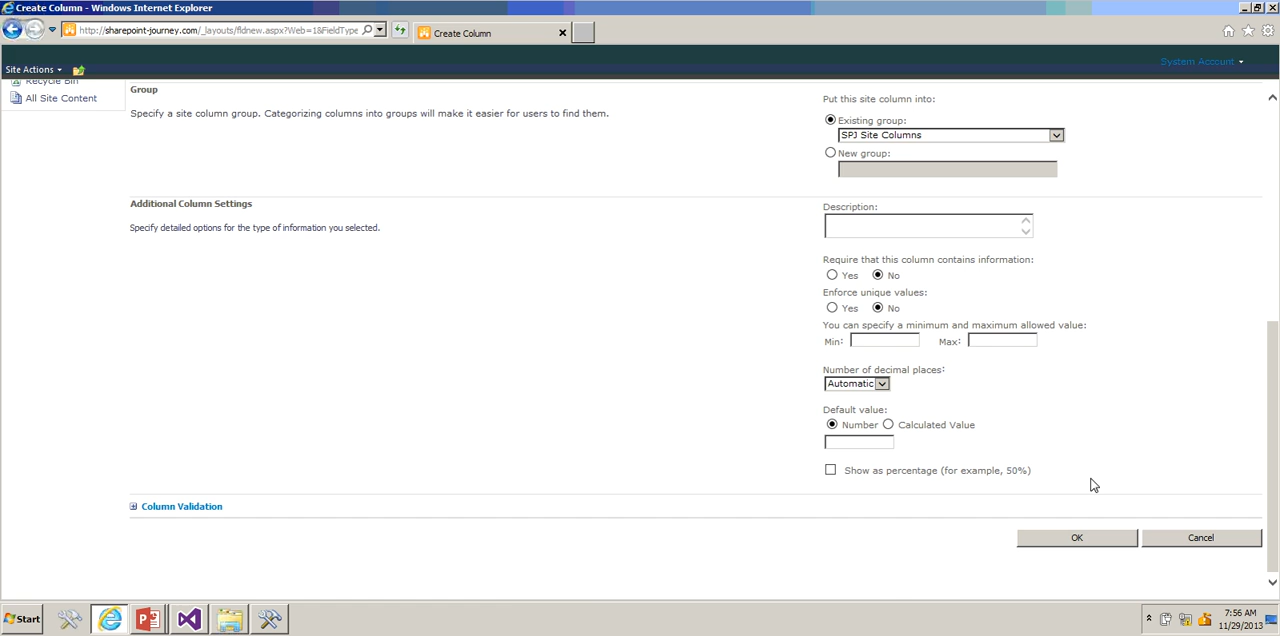 Create Column - Windows Internet Explorer
http://sharepoint-journey.com/_layouts/fldnew.aspx?Web=1&FieldType
Create Column
Site Actions
System Account
Recycle Bin
All Site Content
Group
Specify a site column group. Categorizing columns into groups will make it easier for users to find them.
Put this site column into:
Existing group:
SPJ Site Columns
New group:
Additional Column Settings
Specify detailed options for the type of information you selected.
Description:
Require that this column contains information:
Yes No
Enforce unique values:
Yes No
You can specify a minimum and maximum allowed value:
Min: Max:
Number of decimal places:
Automatic
Default value:
Number Calculated Value
Show as percentage (for example, 50%)
Column Validation
OK Cancel
Start
7:56 AM
11/29/2013